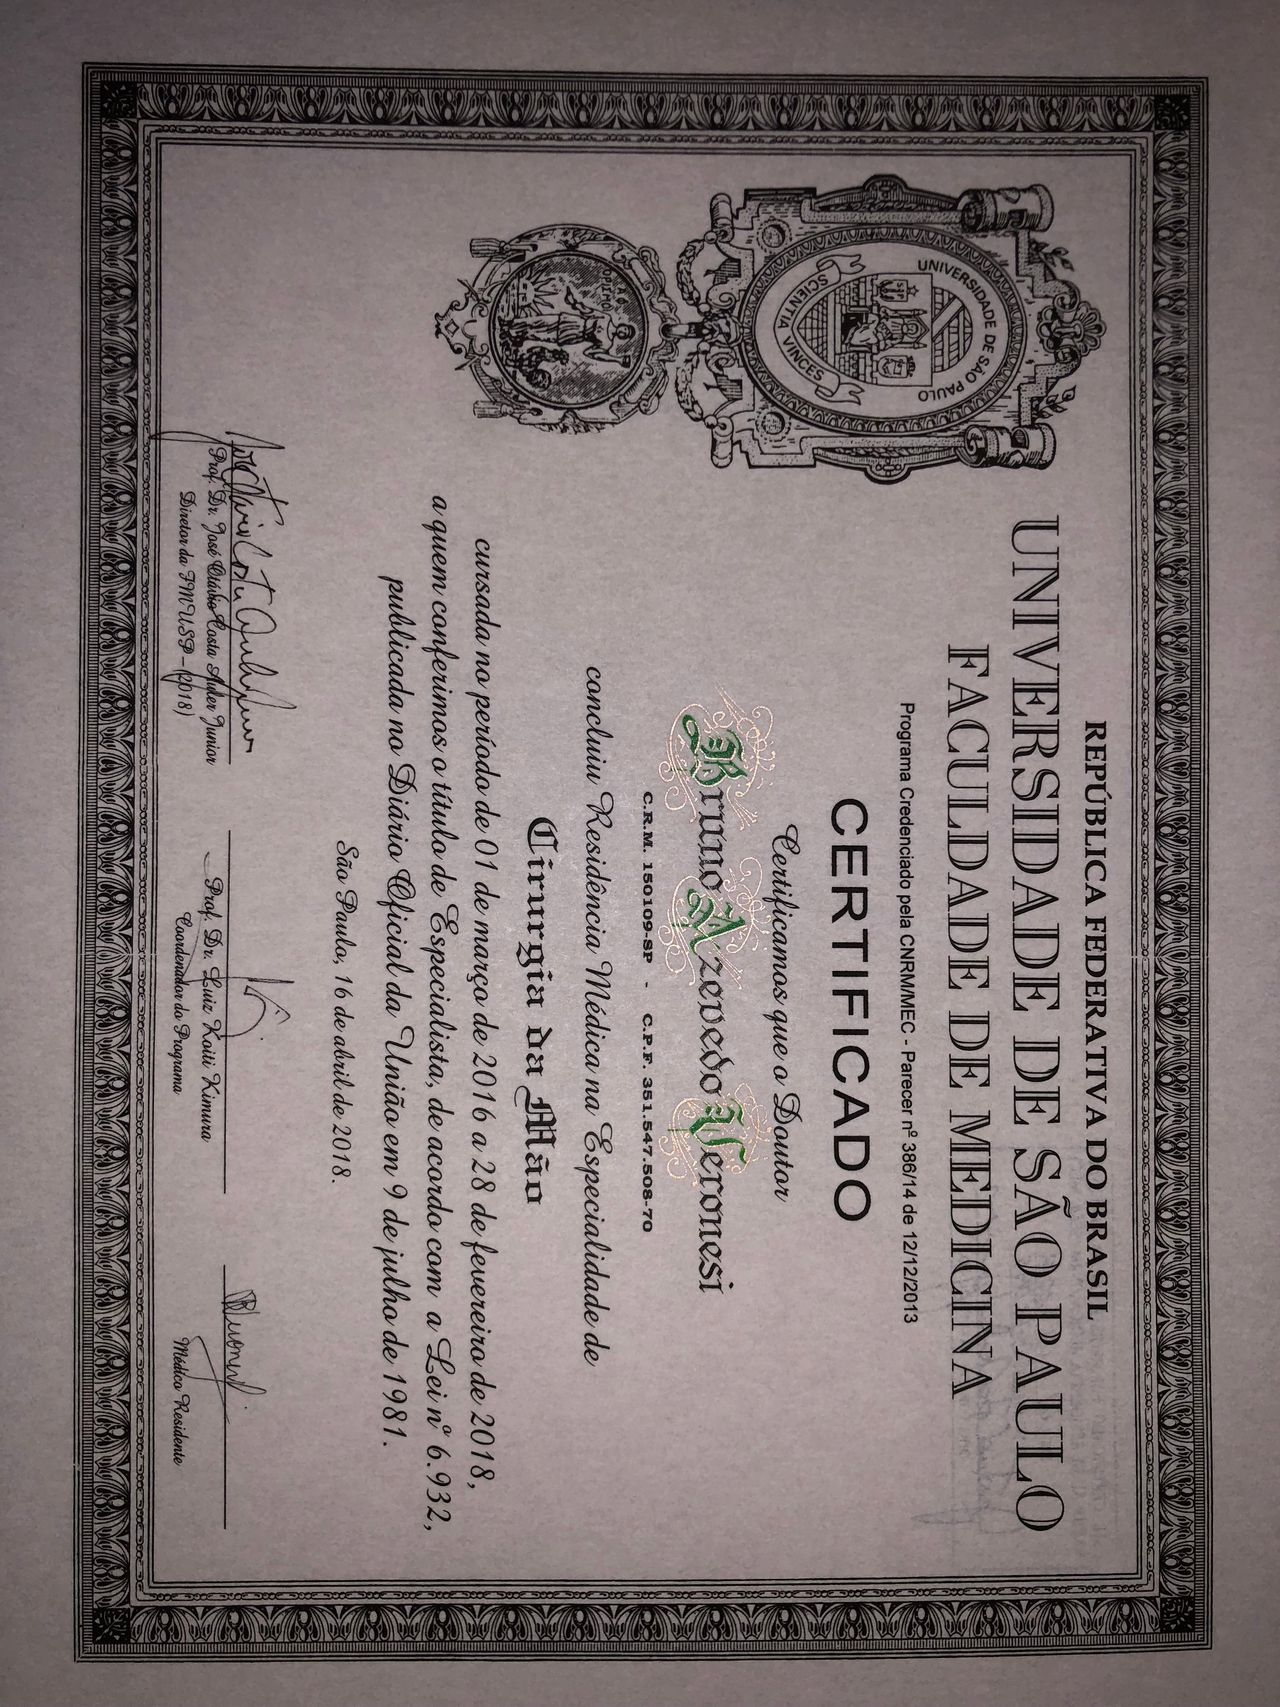 REPÚBLICA FEDERATIVA DO BRASIL
UNIVERSIDADE DE SÃO PAULO
FACULDADE DE MEDICINA
Programa Credenciado pela CNRM/MEC - Parecer nº 386/14 de 12/12/2013
CERTIFICADO
Certificamos que o Doutor
Bruno Azevedo Veronesi
C.R.M. 150109-SP - C.P.F. 351.547.508-70
concluiu Residência Médica na Especialidade de
Cirurgia da Mão
cursada no período de 01 de março de 2016 a 28 de fevereiro de 2018,
a quem conferimos o título de Especialista, de acordo com a Lei nº 6.932,
publicada no Diário Oficial da União em 9 de julho de 1981.
São Paulo, 16 de abril de 2018.
Prof. Dr. José Otávio Costa Auler Junior
Diretor da FMUSP - (2018)
Prof. Dr. Luiz Koiti Kimura
Coordenador do Programa
Médico Residente
UNIVERSIDADE DE SÃO PAULO
SCIENTIA VINCES